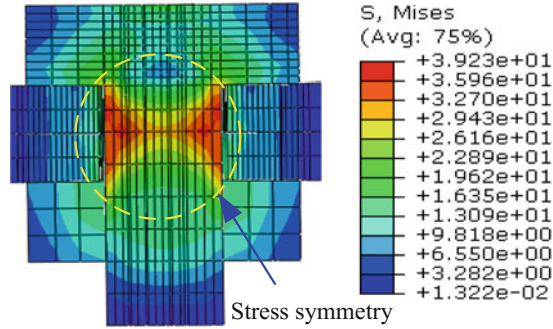 S, Mises
(Avg: 75%)
+3.923e+01
+3.596e+01
+3.270e+01
+2.943e+01
+2.616e+01
+2.289e+01
+1.962e+01
+1.635e+01
+1.309e+01
+9.818e+00
+6.550e+00
+3.282e+00
+1.322e-02
Stress symmetry